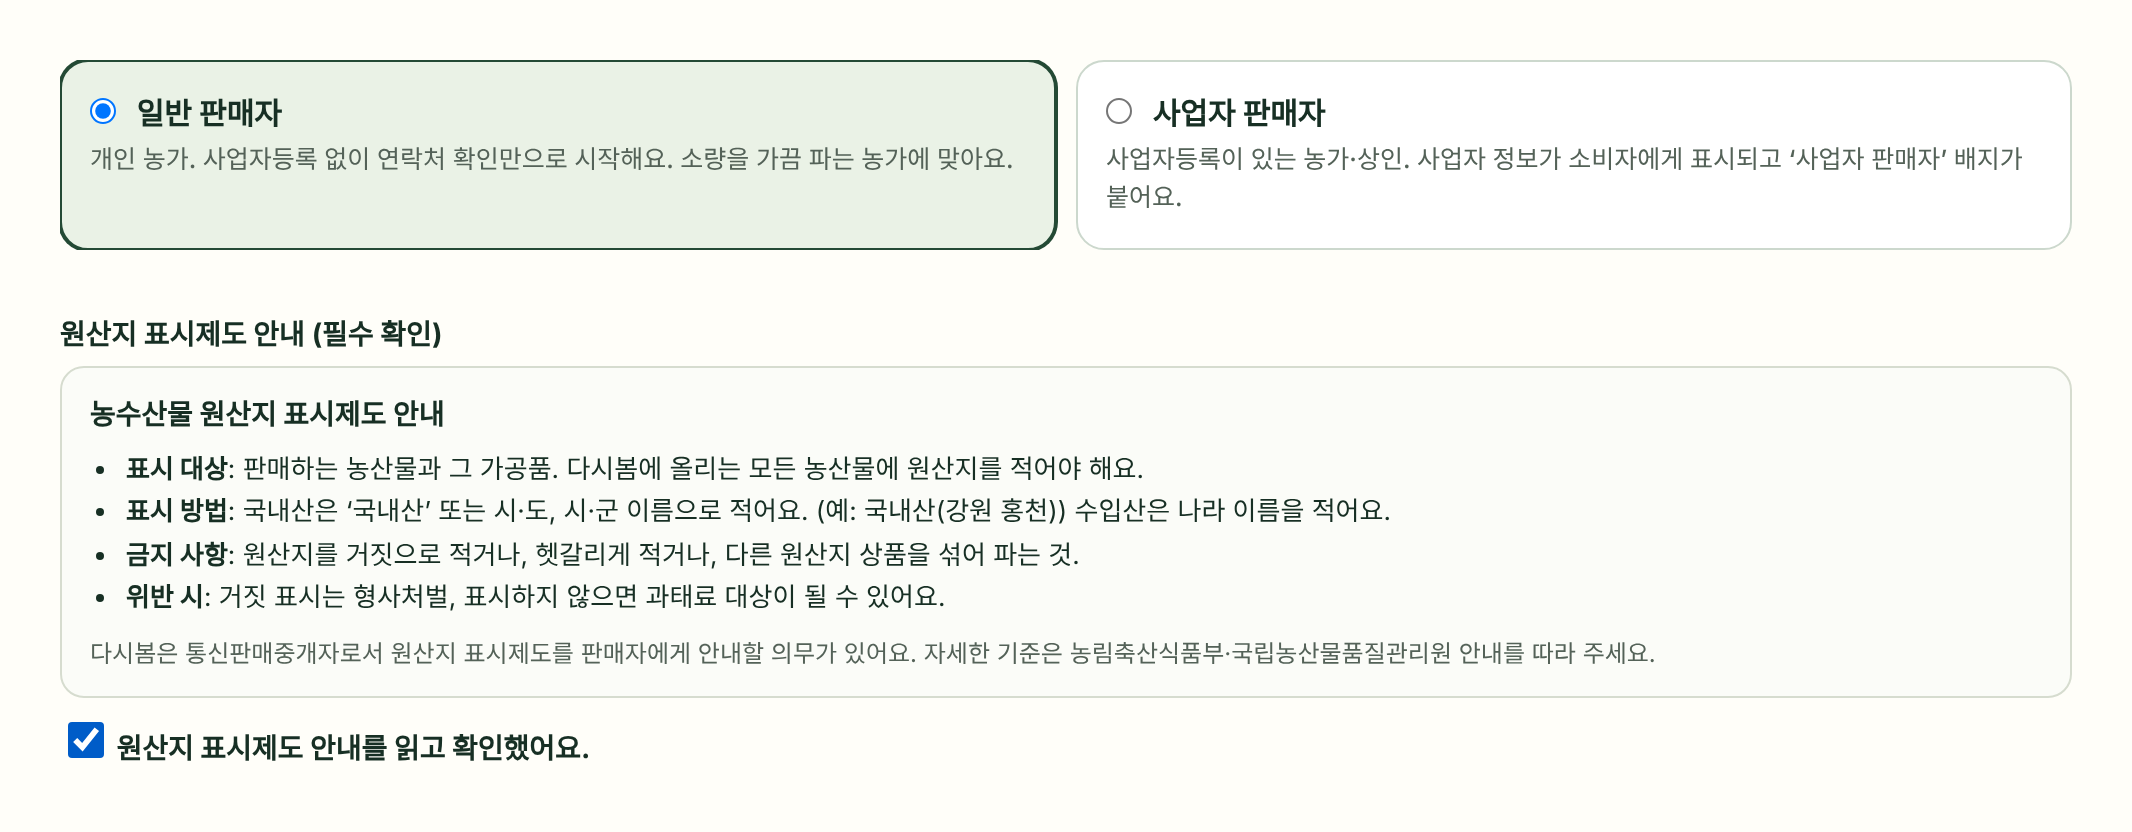 일반 판매자
개인 농가. 사업자등록 없이 연락처 확인만으로 시작해요. 소량을 가끔 파는 농가에 맞아요.
사업자 판매자
사업자등록이 있는 농가·상인. 사업자 정보가 소비자에게 표시되고 ‘사업자 판매자’ 배지가
붙어요.
원산지 표시제도 안내 (필수 확인)
농수산물 원산지 표시제도 안내
• 표시 대상: 판매하는 농산물과 그 가공품. 다시봄에 올리는 모든 농산물에 원산지를 적어야 해요.
• 표시 방법: 국내산은 ‘국내산’ 또는 시·도, 시·군 이름으로 적어요. (예: 국내산(강원 홍천)) 수입산은 나라 이름을 적어요.
• 금지 사항: 원산지를 거짓으로 적거나, 헷갈리게 적거나, 다른 원산지 상품을 섞어 파는 것.
• 위반 시: 거짓 표시는 형사처벌, 표시하지 않으면 과태료 대상이 될 수 있어요.
다시봄은 통신판매중개자로서 원산지 표시제도를 판매자에게 안내할 의무가 있어요. 자세한 기준은 농림축산식품부·국립농산물품질관리원 안내를 따라 주세요.
원산지 표시제도 안내를 읽고 확인했어요.